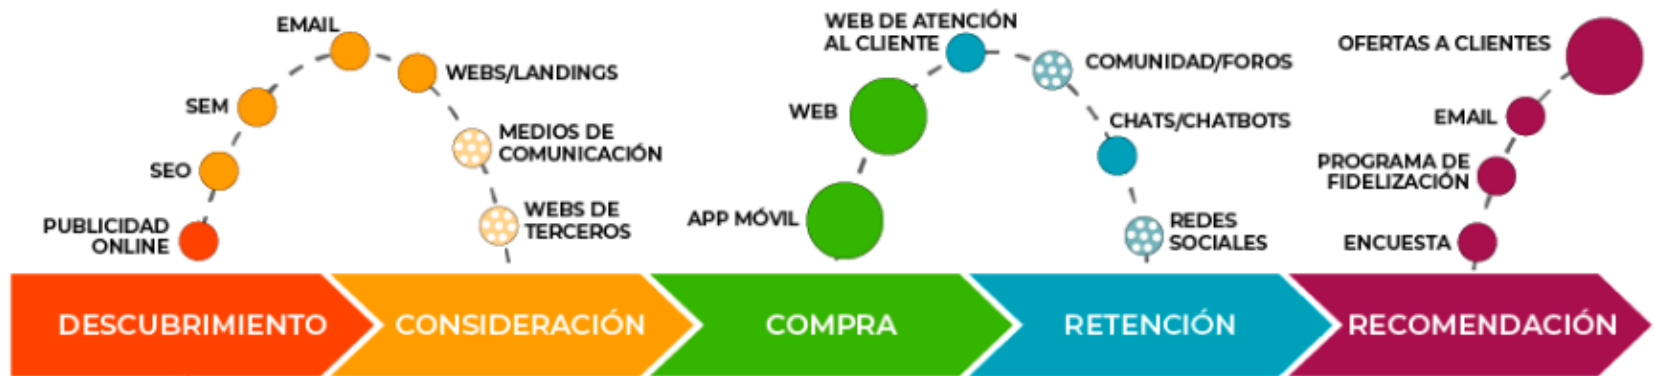 EMAIL
WEBS/LANDINGS
SEM
MEDIOS DE
COMUNICACIÓN
SEO
WEBS DE
TERCEROS
PUBLICIDAD
ONLINE
WEB DE ATENCIÓN
AL CLIENTE
COMUNIDAD/FOROS
WEB
CHATS/CHATBOTS
APP MÓVIL
REDES
SOCIALES
OFERTAS A CLIENTES
EMAIL
PROGRAMA DE
FIDELIZACIÓN
ENCUESTA
DESCUBRIMIENTO
CONSIDERACIÓN
COMPRA
RETENCIÓN
RECOMENDACIÓN